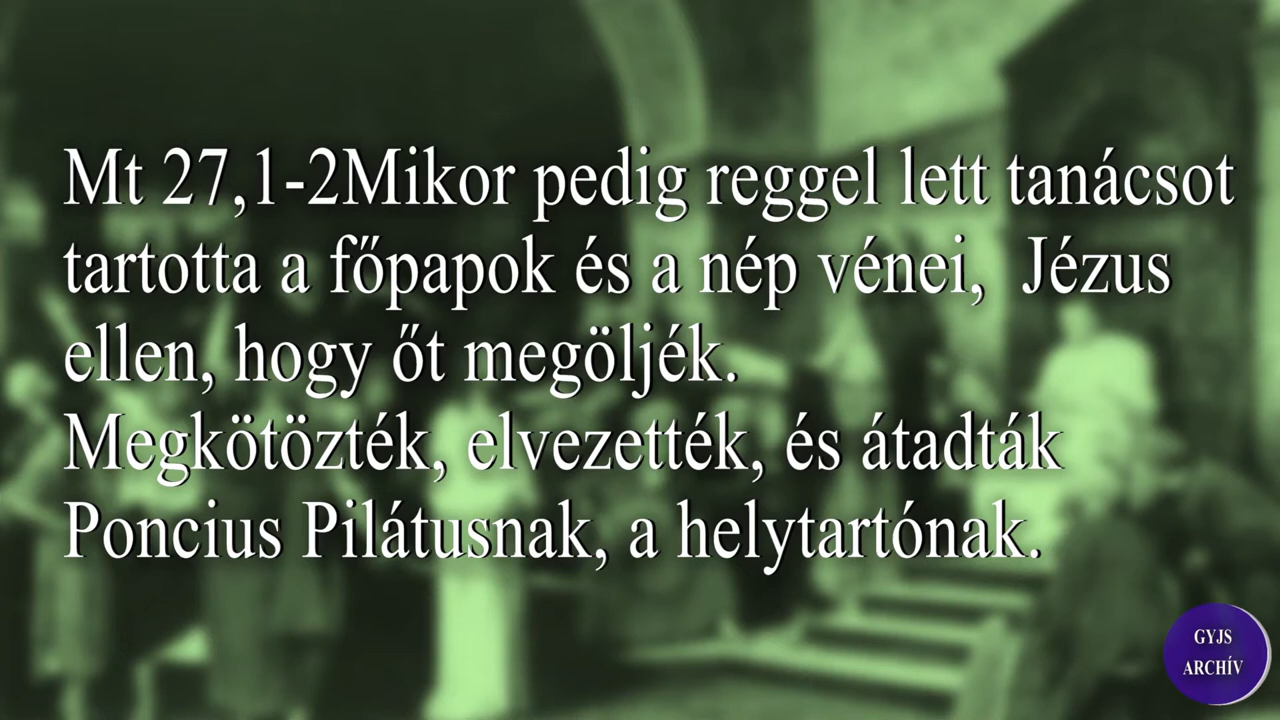 Mt 27,1-2Mikor pedig reggel lett tanácsot
tartotta a főpapok és a nép vénei,  Jézus
ellen, hogy őt megöljék.
Megkötözték, elvezették, és átadták
Poncius Pilátusnak, a helytartónak.
GYJS
ARCHÍV